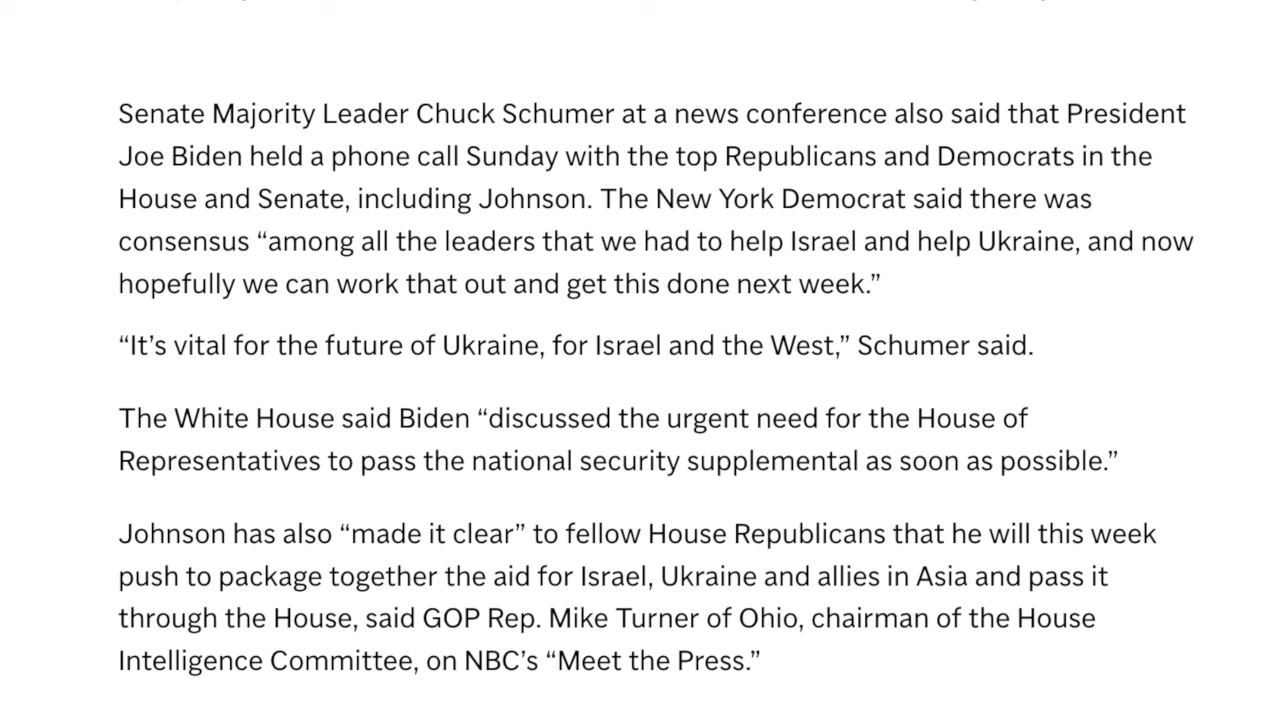 Senate Majority Leader Chuck Schumer at a news conference also said that President
Joe Biden held a phone call Sunday with the top Republicans and Democrats in the
House and Senate, including Johnson. The New York Democrat said there was
consensus “among all the leaders that we had to help Israel and help Ukraine, and now
hopefully we can work that out and get this done next week.”
“It’s vital for the future of Ukraine, for Israel and the West,” Schumer said.
The White House said Biden “discussed the urgent need for the House of
Representatives to pass the national security supplemental as soon as possible.”
Johnson has also “made it clear” to fellow House Republicans that he will this week
push to package together the aid for Israel, Ukraine and allies in Asia and pass it
through the House, said GOP Rep. Mike Turner of Ohio, chairman of the House
Intelligence Committee, on NBC’s “Meet the Press.”